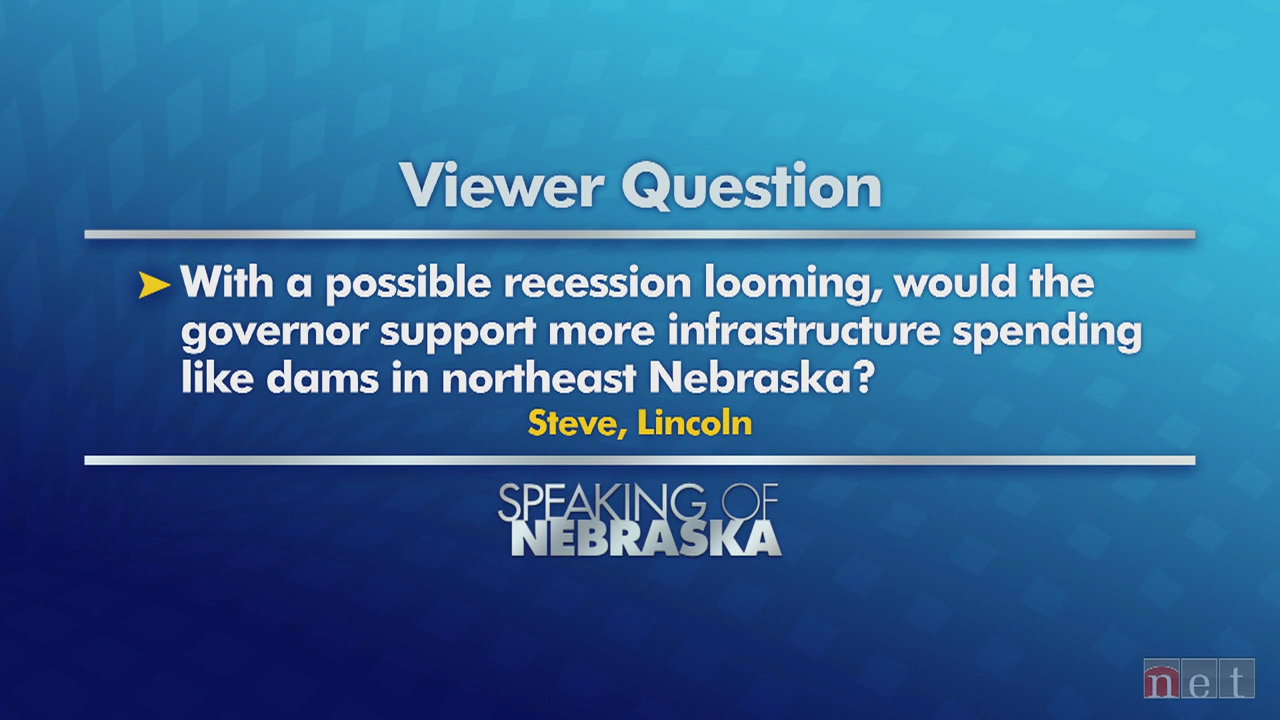 Viewer Question
With a possible recession looming, would the
governor support more infrastructure spending
like dams in northeast Nebraska?
Steve, Lincoln
SPEAKING OF
NEBRASKA
net